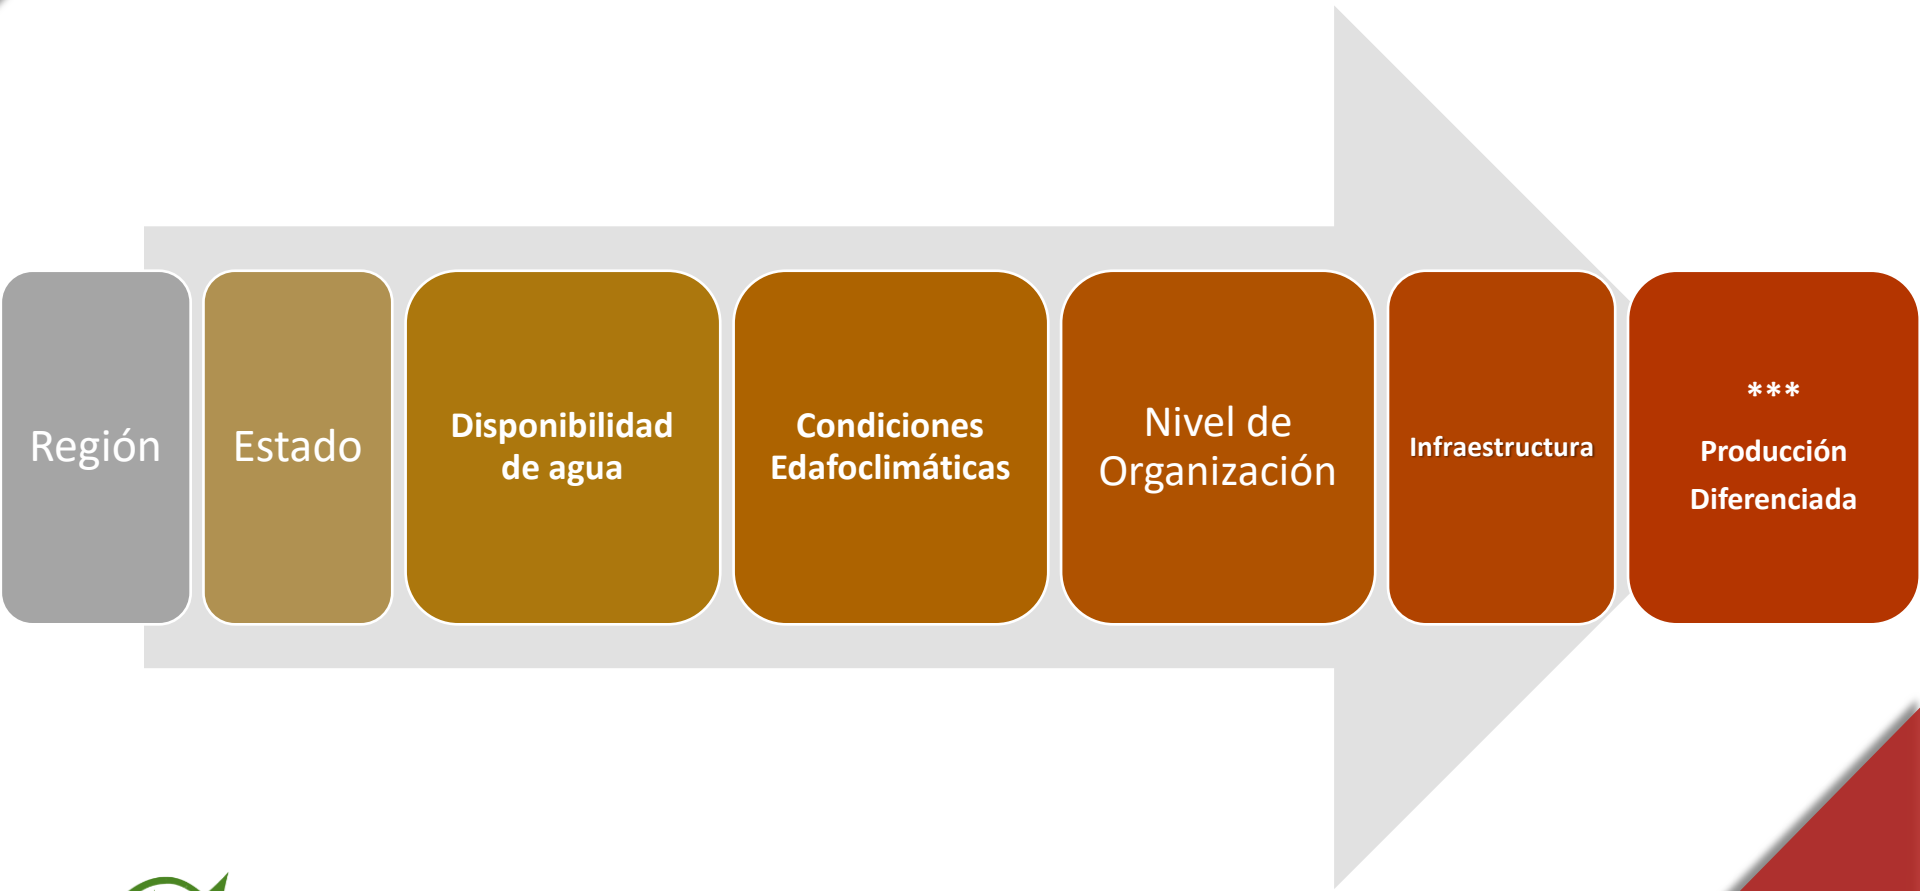 Región
Estado
Disponibilidad
de agua
Condiciones
Edafoclimáticas
Nivel de
Organización
Infraestructura
***
Producción
Diferenciada